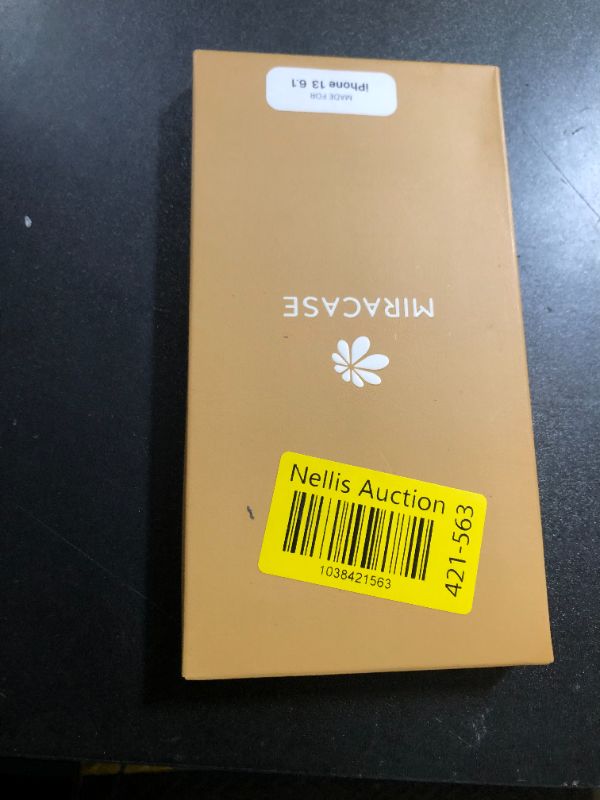 MADE FOR
iPhone 13 6.1
MIRACASE
Nellis Auction
1038421563
421-563